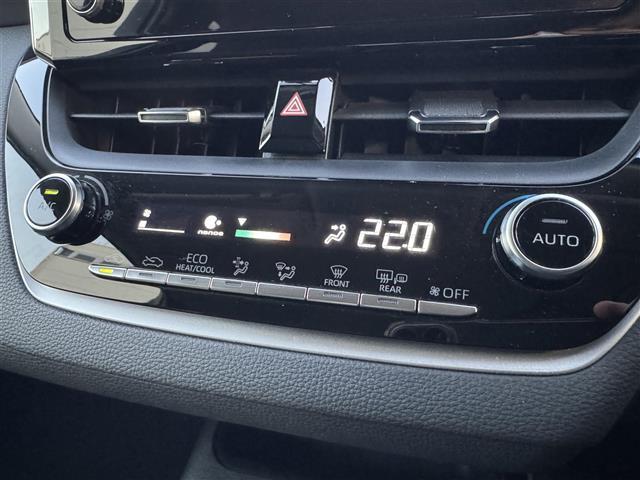 A/C
nanoe
22.0
AUTO
ECO
HEAT/COOL
FRONT
REAR
OFF